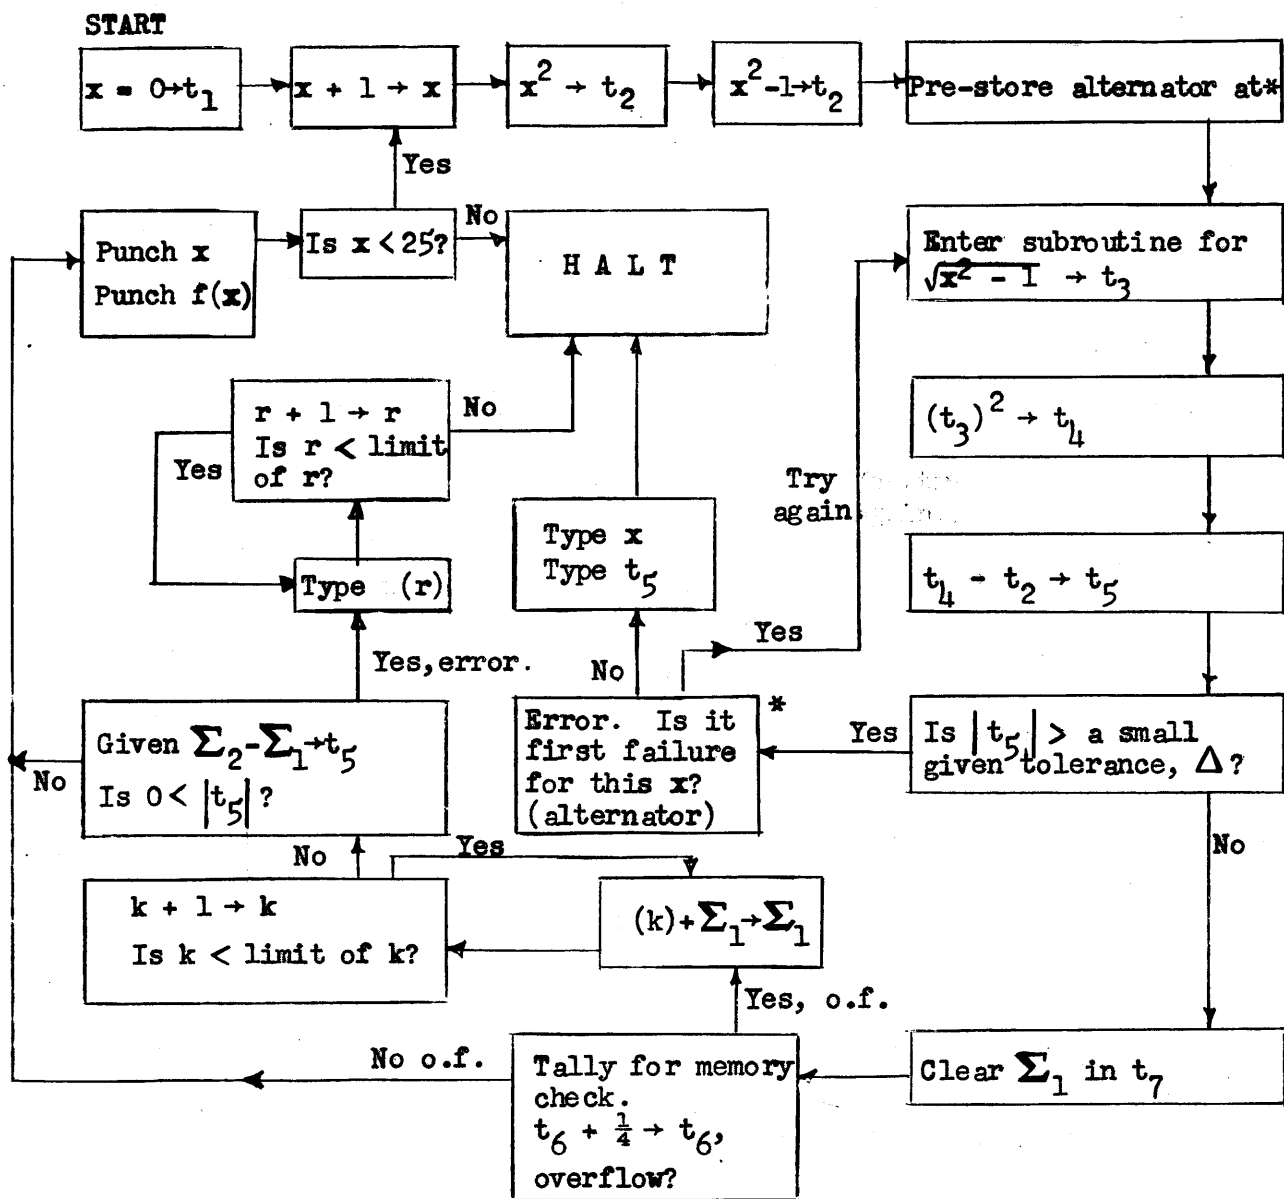 START
x = 0→t₁
x + 1 → x
x² → t₂
x²-1→t₂
Pre-store alternator at*
Yes
Punch x
Punch f(x)
Is x < 25?
No
H A L T
Enter subroutine for
√x² - 1 → t₃
r + 1 → r
Is r < limit
of r?
No
Yes
(t₃)² → t₄
Try
again
Type x
Type t₅
Type (r)
t₄ - t₂ → t₅
Yes
Yes, error.
No
Given Σ₂-Σ₁→t₅
Is 0 < |t₅| ?
No
Error. Is it
first failure
for this x?
(alternator)
*
Yes
Is |t₅| > a small
given tolerance, Δ?
No
No
Yes
k + 1 → k
Is k < limit of k?
(k)+Σ₁→Σ₁
Yes, o.f.
No o.f.
Tally for memory
check.
t₆ + ¼ → t₆,
overflow?
Clear Σ₁ in t₇